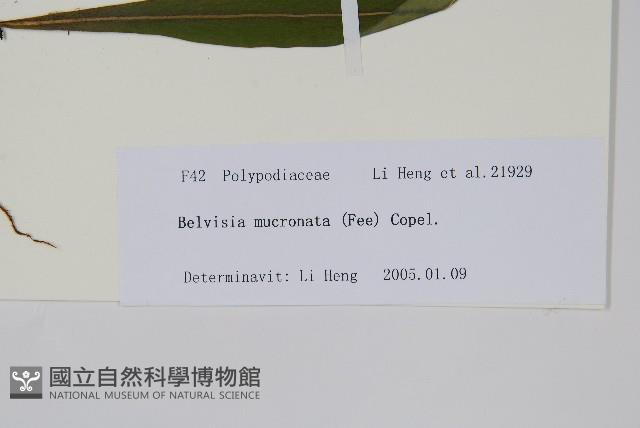 F42 Polypodiaceae Li Heng et al. 21929
Belvisia mucronata (Fee) Copel.
Determinavit: Li Heng 2005.01.09
國立自然科學博物館
NATIONAL MUSEUM OF NATURAL SCIENCE